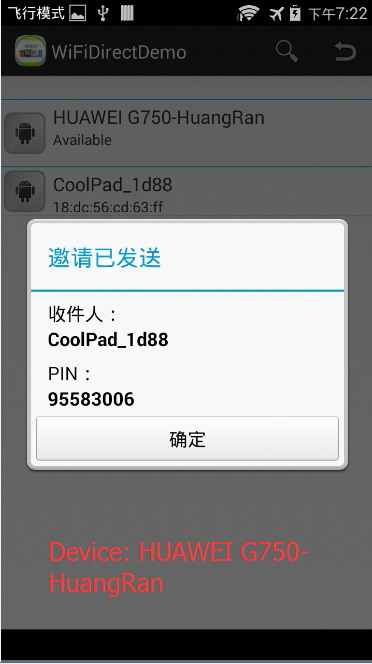 飞行模式 下午7:22
WiFiDirectDemo
HUAWEI G750-HuangRan
Available
CoolPad_1d88
18:dc:56:cd:63:ff
邀请已发送
收件人：
CoolPad_1d88
PIN：
95583006
确定
Device: HUAWEI G750-
HuangRan